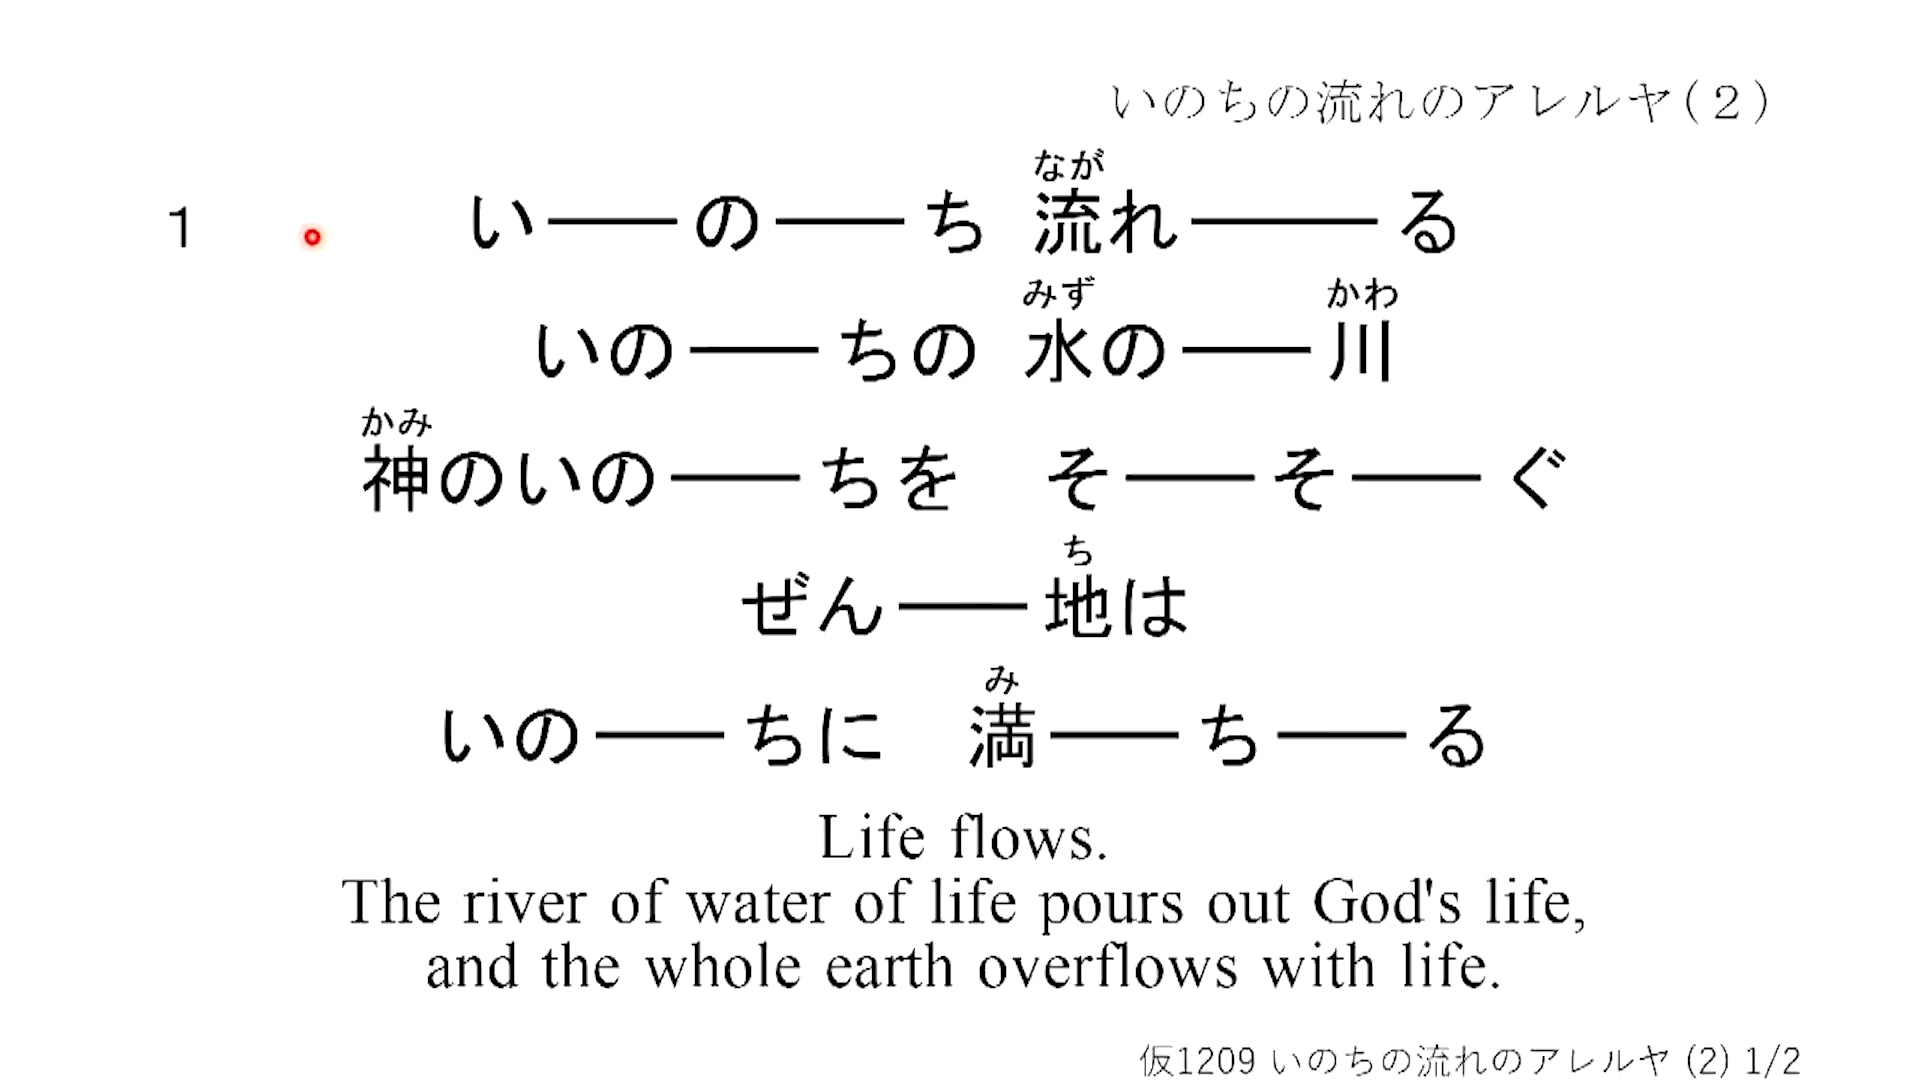 いのちの流れのアレルヤ(２)
1
なが
い――の――ち 流れ―――る
みず かわ
いの――ちの 水の――川
かみ
神のいの――ちを そ――そ――ぐ
ち
ぜん――地は
み
いの――ちに 満――ち――る
Life flows.
The river of water of life pours out God's life,
and the whole earth overflows with life.
仮1209 いのちの流れのアレルヤ (2) 1/2